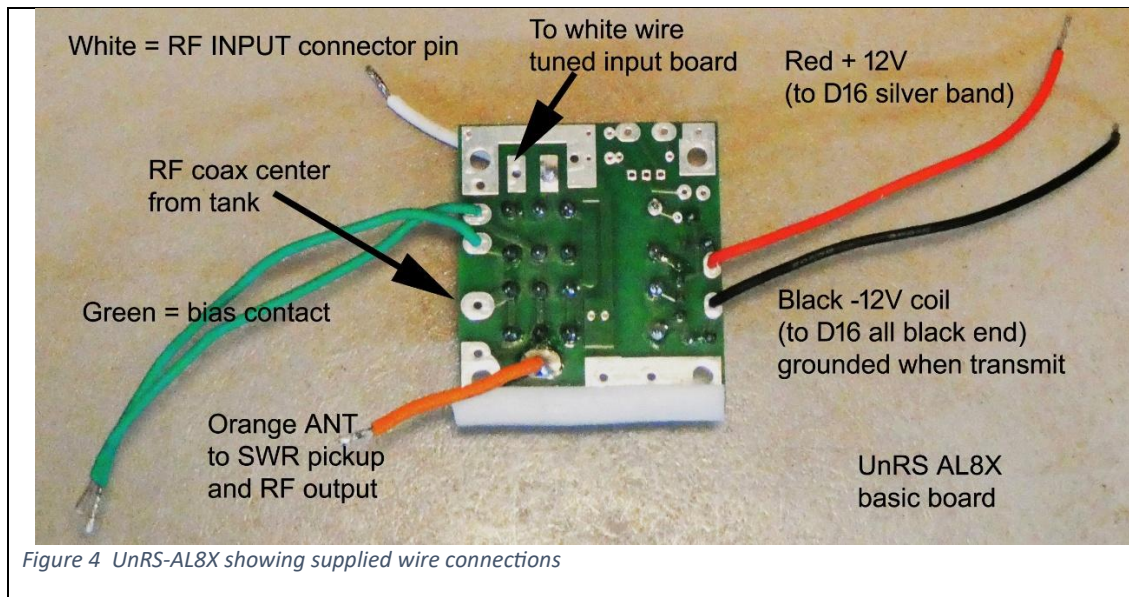 White = RF INPUT connector pin
To white wire
tuned input board
Red + 12V
(to D16 silver band)
RF coax center
from tank
Green = bias contact
Black -12V coil
(to D16 all black end)
grounded when transmit
Orange ANT
to SWR pickup
and RF output
UnRS AL8X
basic board
Figure 4 UnRS-AL8X showing supplied wire connections